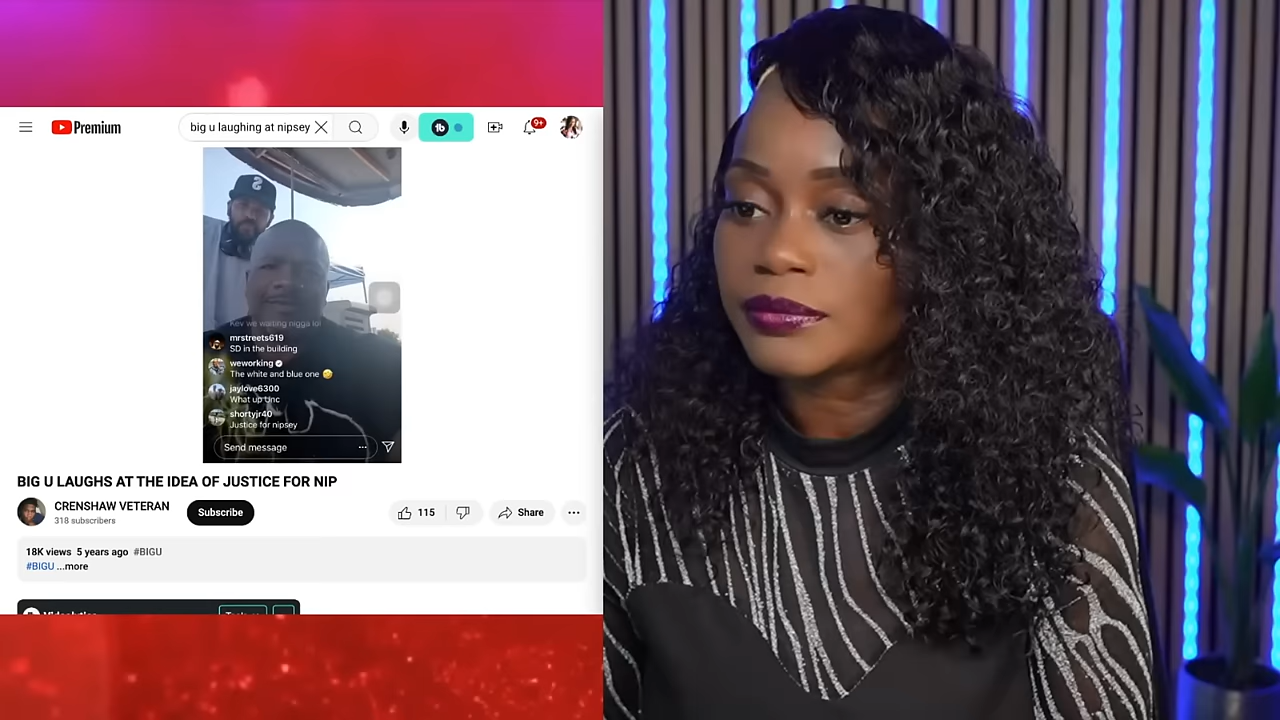 Premium
big u laughing at nipsey
9+
Kev we waiting nigga lol
mrstreets619
SD in the building
weworking
The white and blue one 🤣
jaylove6300
What up Unc
shortyjr40
Justice for nipsey
Send message
BIG U LAUGHS AT THE IDEA OF JUSTICE FOR NIP
CRENSHAW VETERAN
318 subscribers
Subscribe
115
Share
18K views 5 years ago #BIGU
#BIGU ...more